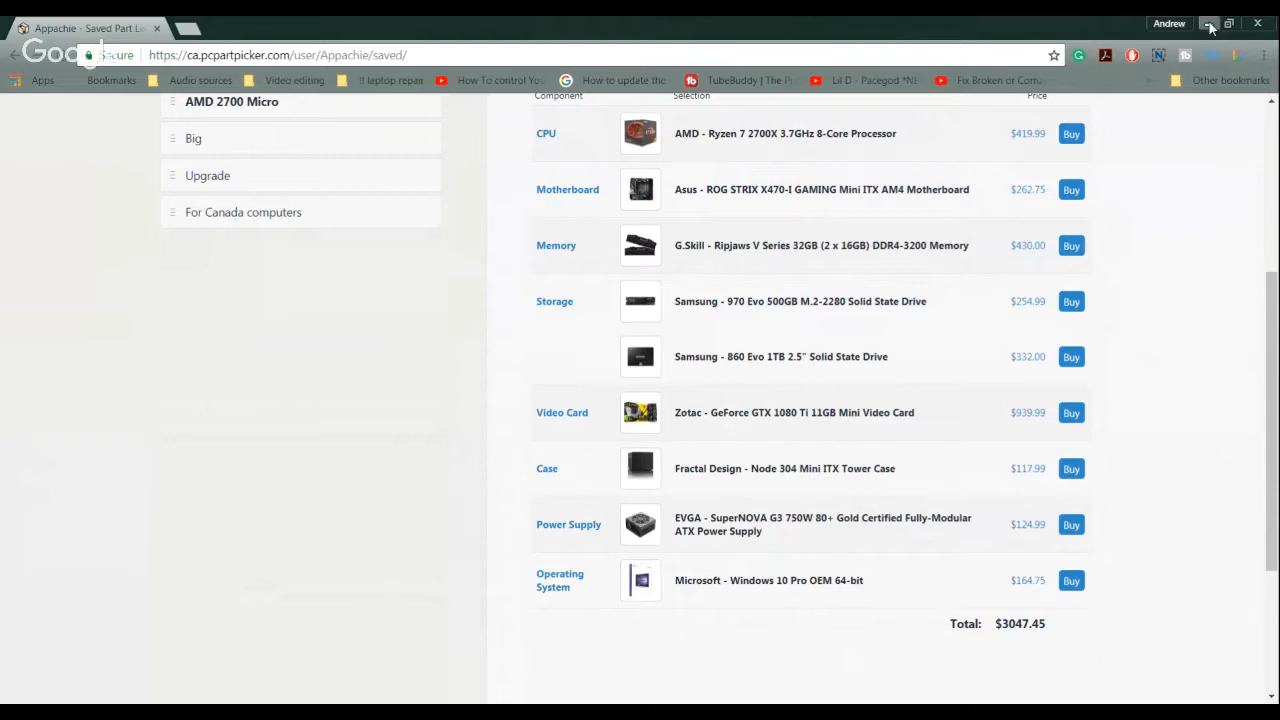 Appachie - Saved Part Li
Andrew
Secure
https://ca.pcpartpicker.com/user/Appachie/saved/
Apps
Bookmarks
Audio sources
Video editing
!! laptop repair
How To control You
How to update the
TubeBuddy | The Pr
Lil D - Pacegod *NE
Fix Broken or Corru
Other bookmarks
AMD 2700 Micro
Big
Upgrade
For Canada computers
Component Selection Price
CPU AMD - Ryzen 7 2700X 3.7GHz 8-Core Processor $419.99 Buy
Motherboard Asus - ROG STRIX X470-I GAMING Mini ITX AM4 Motherboard $262.75 Buy
Memory G.Skill - Ripjaws V Series 32GB (2 x 16GB) DDR4-3200 Memory $430.00 Buy
Storage Samsung - 970 Evo 500GB M.2-2280 Solid State Drive $254.99 Buy
Samsung - 860 Evo 1TB 2.5" Solid State Drive $332.00 Buy
Video Card Zotac - GeForce GTX 1080 Ti 11GB Mini Video Card $939.99 Buy
Case Fractal Design - Node 304 Mini ITX Tower Case $117.99 Buy
Power Supply EVGA - SuperNOVA G3 750W 80+ Gold Certified Fully-Modular $124.99 Buy
ATX Power Supply
Operating
System Microsoft - Windows 10 Pro OEM 64-bit $164.75 Buy
Total: $3047.45